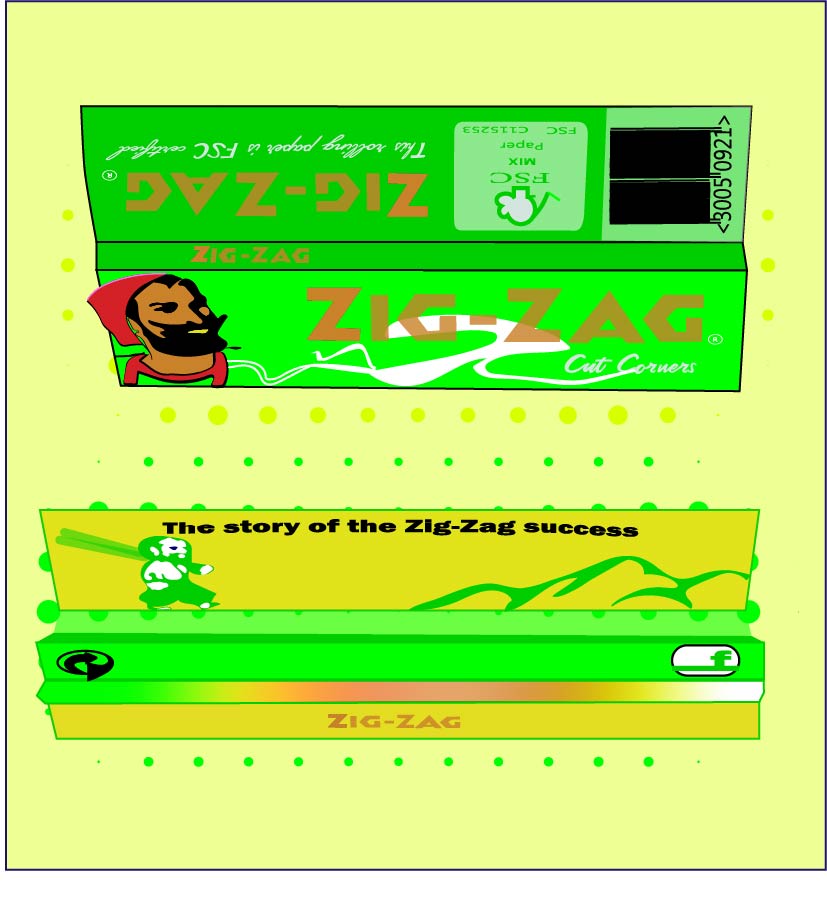 FSC C115253
Paper
MIX
FSC
This rolling paper is FSC certified
ZIG-ZAG®
<3005"0921>
ZIG-ZAG
ZIG-ZAG®
Cut Corners
The story of the Zig-Zag success
f
ZIG-ZAG